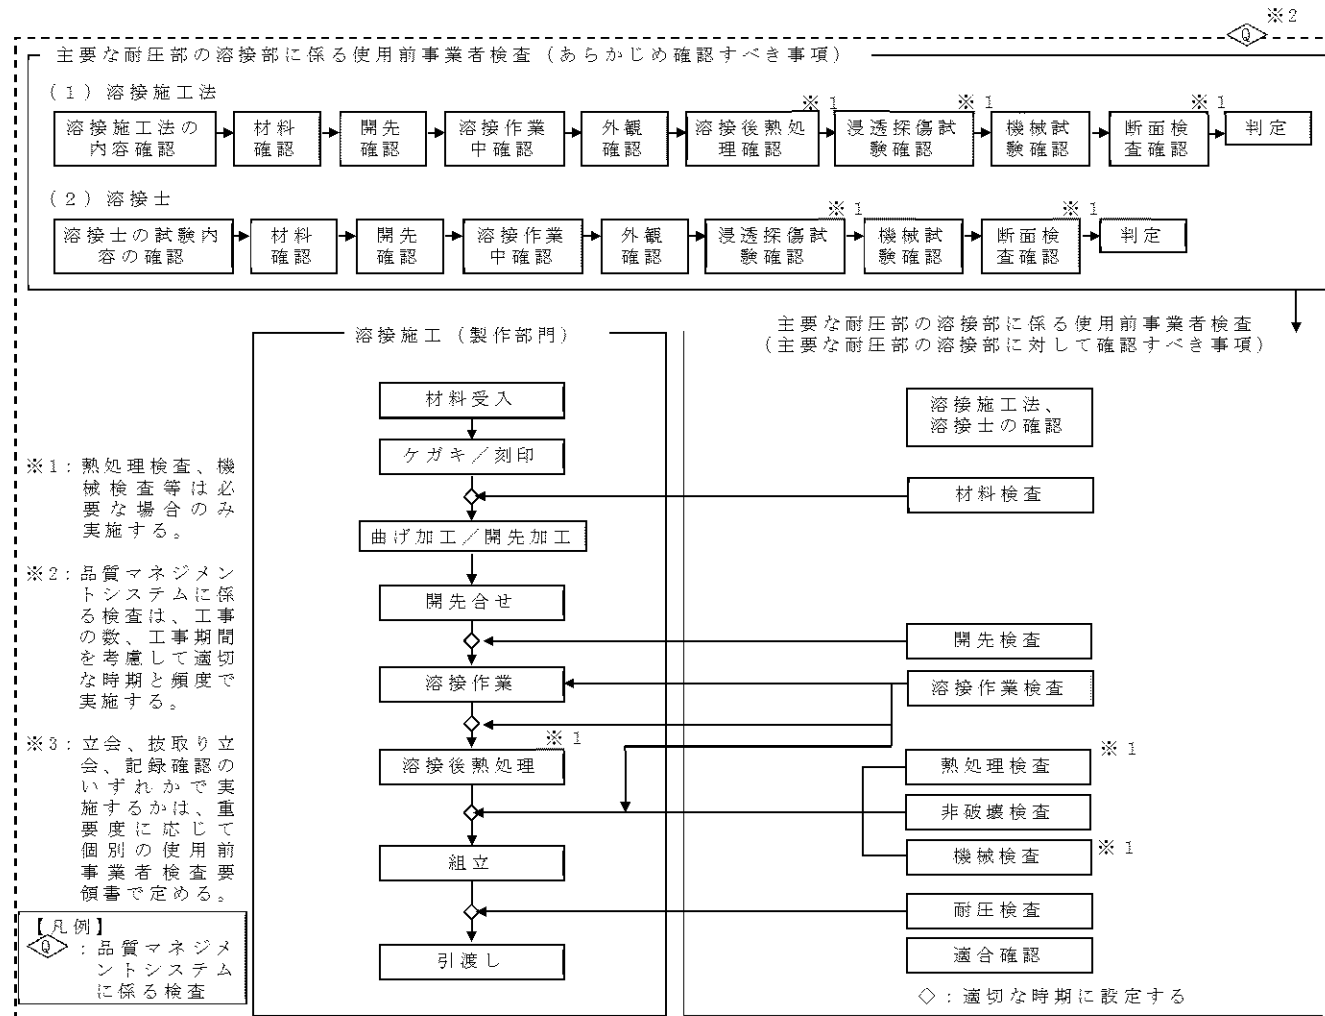 ※2
Q
主要な耐圧部の溶接部に係る使用前事業者検査(あらかじめ確認すべき事項)
(1)溶接施工法
※1
※1
※1
溶接施工法の
内容確認
材料
確認
開先
確認
溶接作業
中確認
外観
確認
溶接後熱処
理確認
浸透探傷試
験確認
機械試
験確認
断面検
査確認
判定
(2)溶接士
※1
※1
溶接士の試験内
容の確認
材料
確認
開先
確認
溶接作業
中確認
外観
確認
浸透探傷試
験確認
機械試
験確認
断面検
査確認
判定
溶接施工(製作部門)
主要な耐圧部の溶接部に係る使用前事業者検査
(主要な耐圧部の溶接部に対して確認すべき事項)
材料受入
ケガキ/刻印
曲げ加工/開先加工
開先合せ
溶接作業
※1
溶接後熱処理
組立
引渡し
溶接施工法、
溶接士の確認
材料検査
開先検査
溶接作業検査
熱処理検査
※1
非破壊検査
機械検査
※1
耐圧検査
適合確認
◇:適切な時期に設定する
※1:熱処理検査、機
械検査等は必
要な場合のみ
実施する。
※2:品質マネジメン
トシステムに係
る検査は、工事
の数、工事期間
を考慮して適切
な時期と頻度で
実施する。
※3:立会、抜取り立
会、記録確認の
いずれかで実
施するかは、重
要度に応じて
個別の使用前
事業者検査要
領書で定める。
【凡例】
Q:品質マネジメ
ントシステム
に係る検査